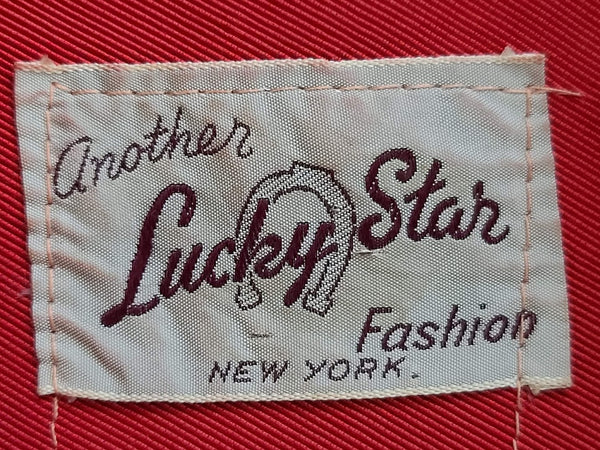 Another
Lucky Star
Fashion
NEW YORK.